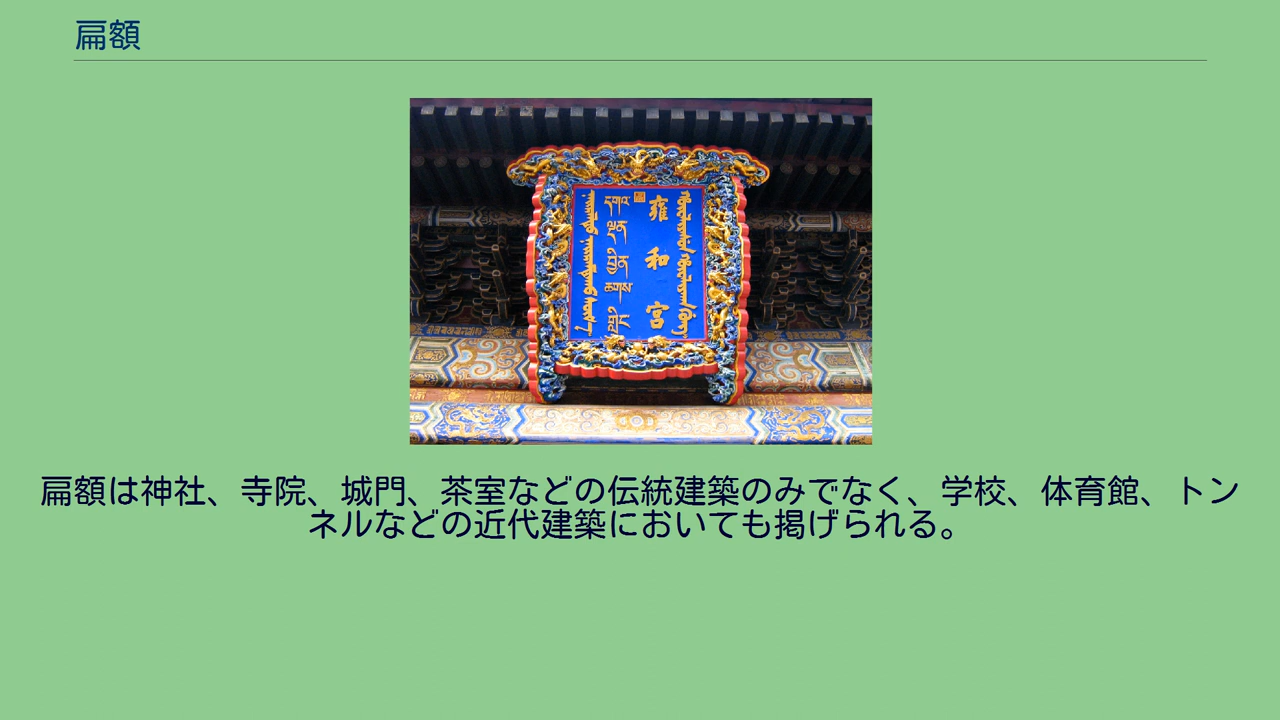 扁額
雍和宮
扁額は神社、寺院、城門、茶室などの伝統建築のみでなく、学校、体育館、トン
ネルなどの近代建築においても掲げられる。